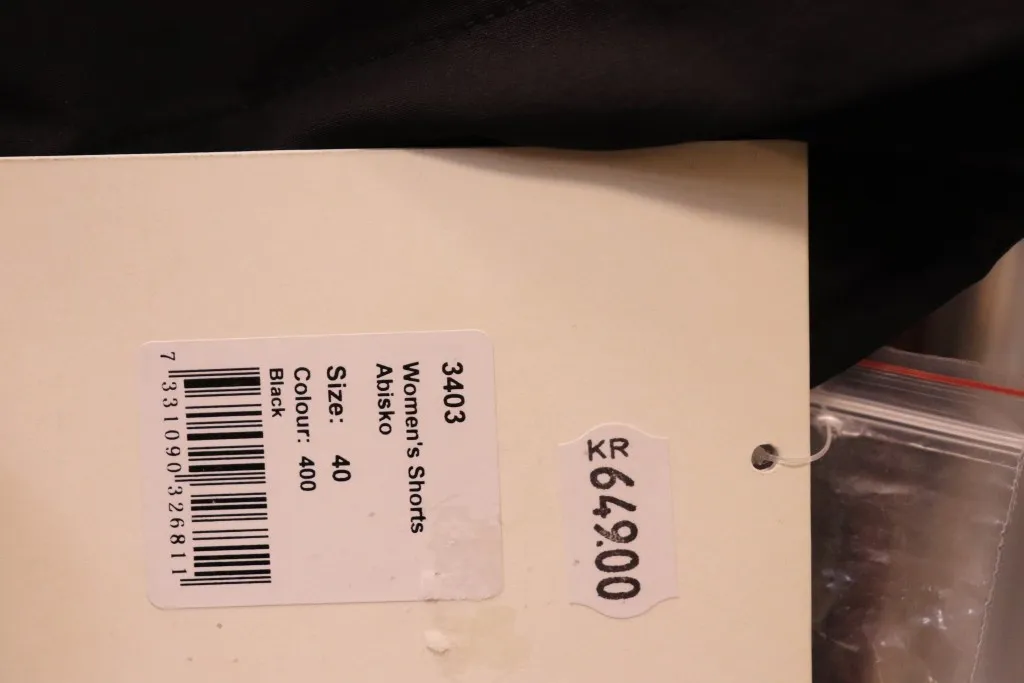 3403
Women's Shorts
Abisko
Size: 40
Colour: 400
Black
7 331090 326811
KR
649.00